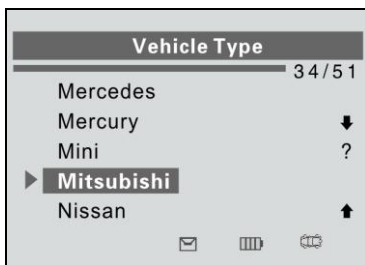 Vehicle Type
34/51
Mercedes
Mercury
Mini ?
Mitsubishi
Nissan